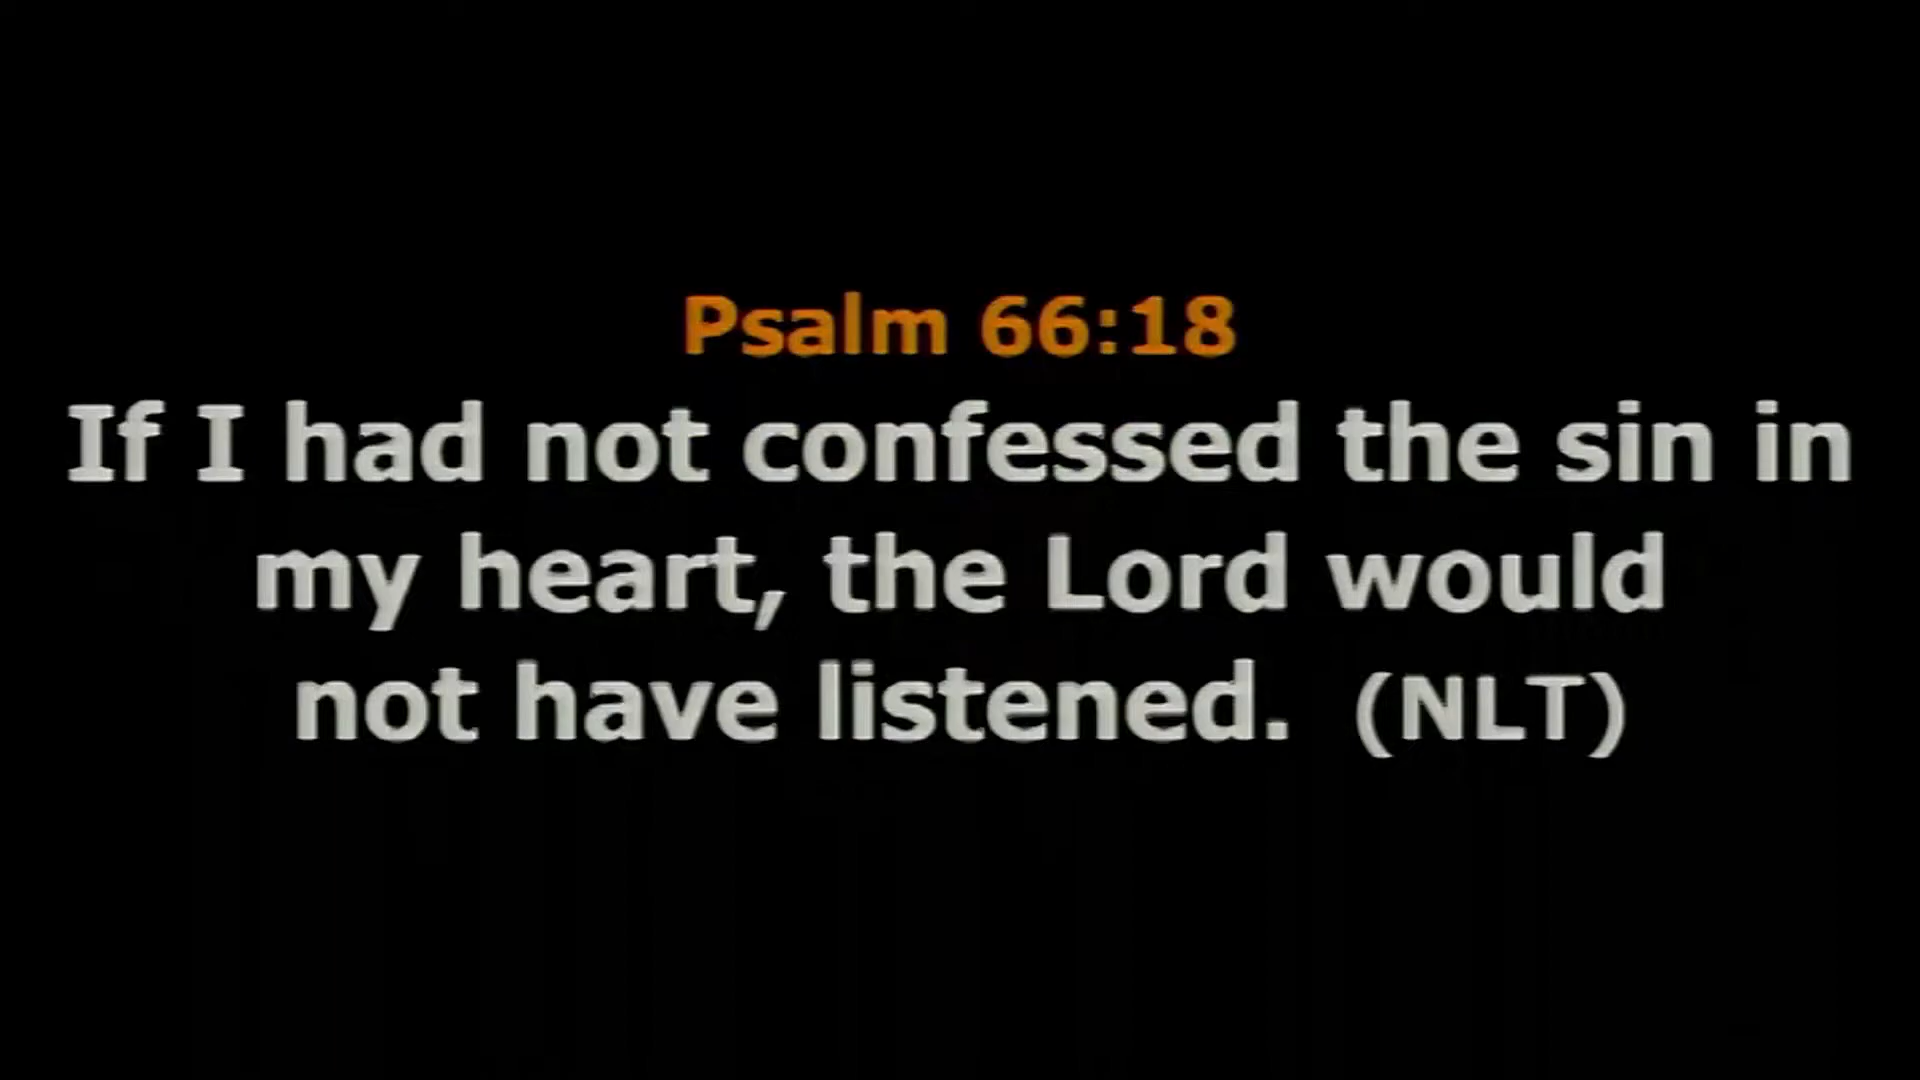 Psalm 66:18
If I had not confessed the sin in
my heart, the Lord would
not have listened. (NLT)